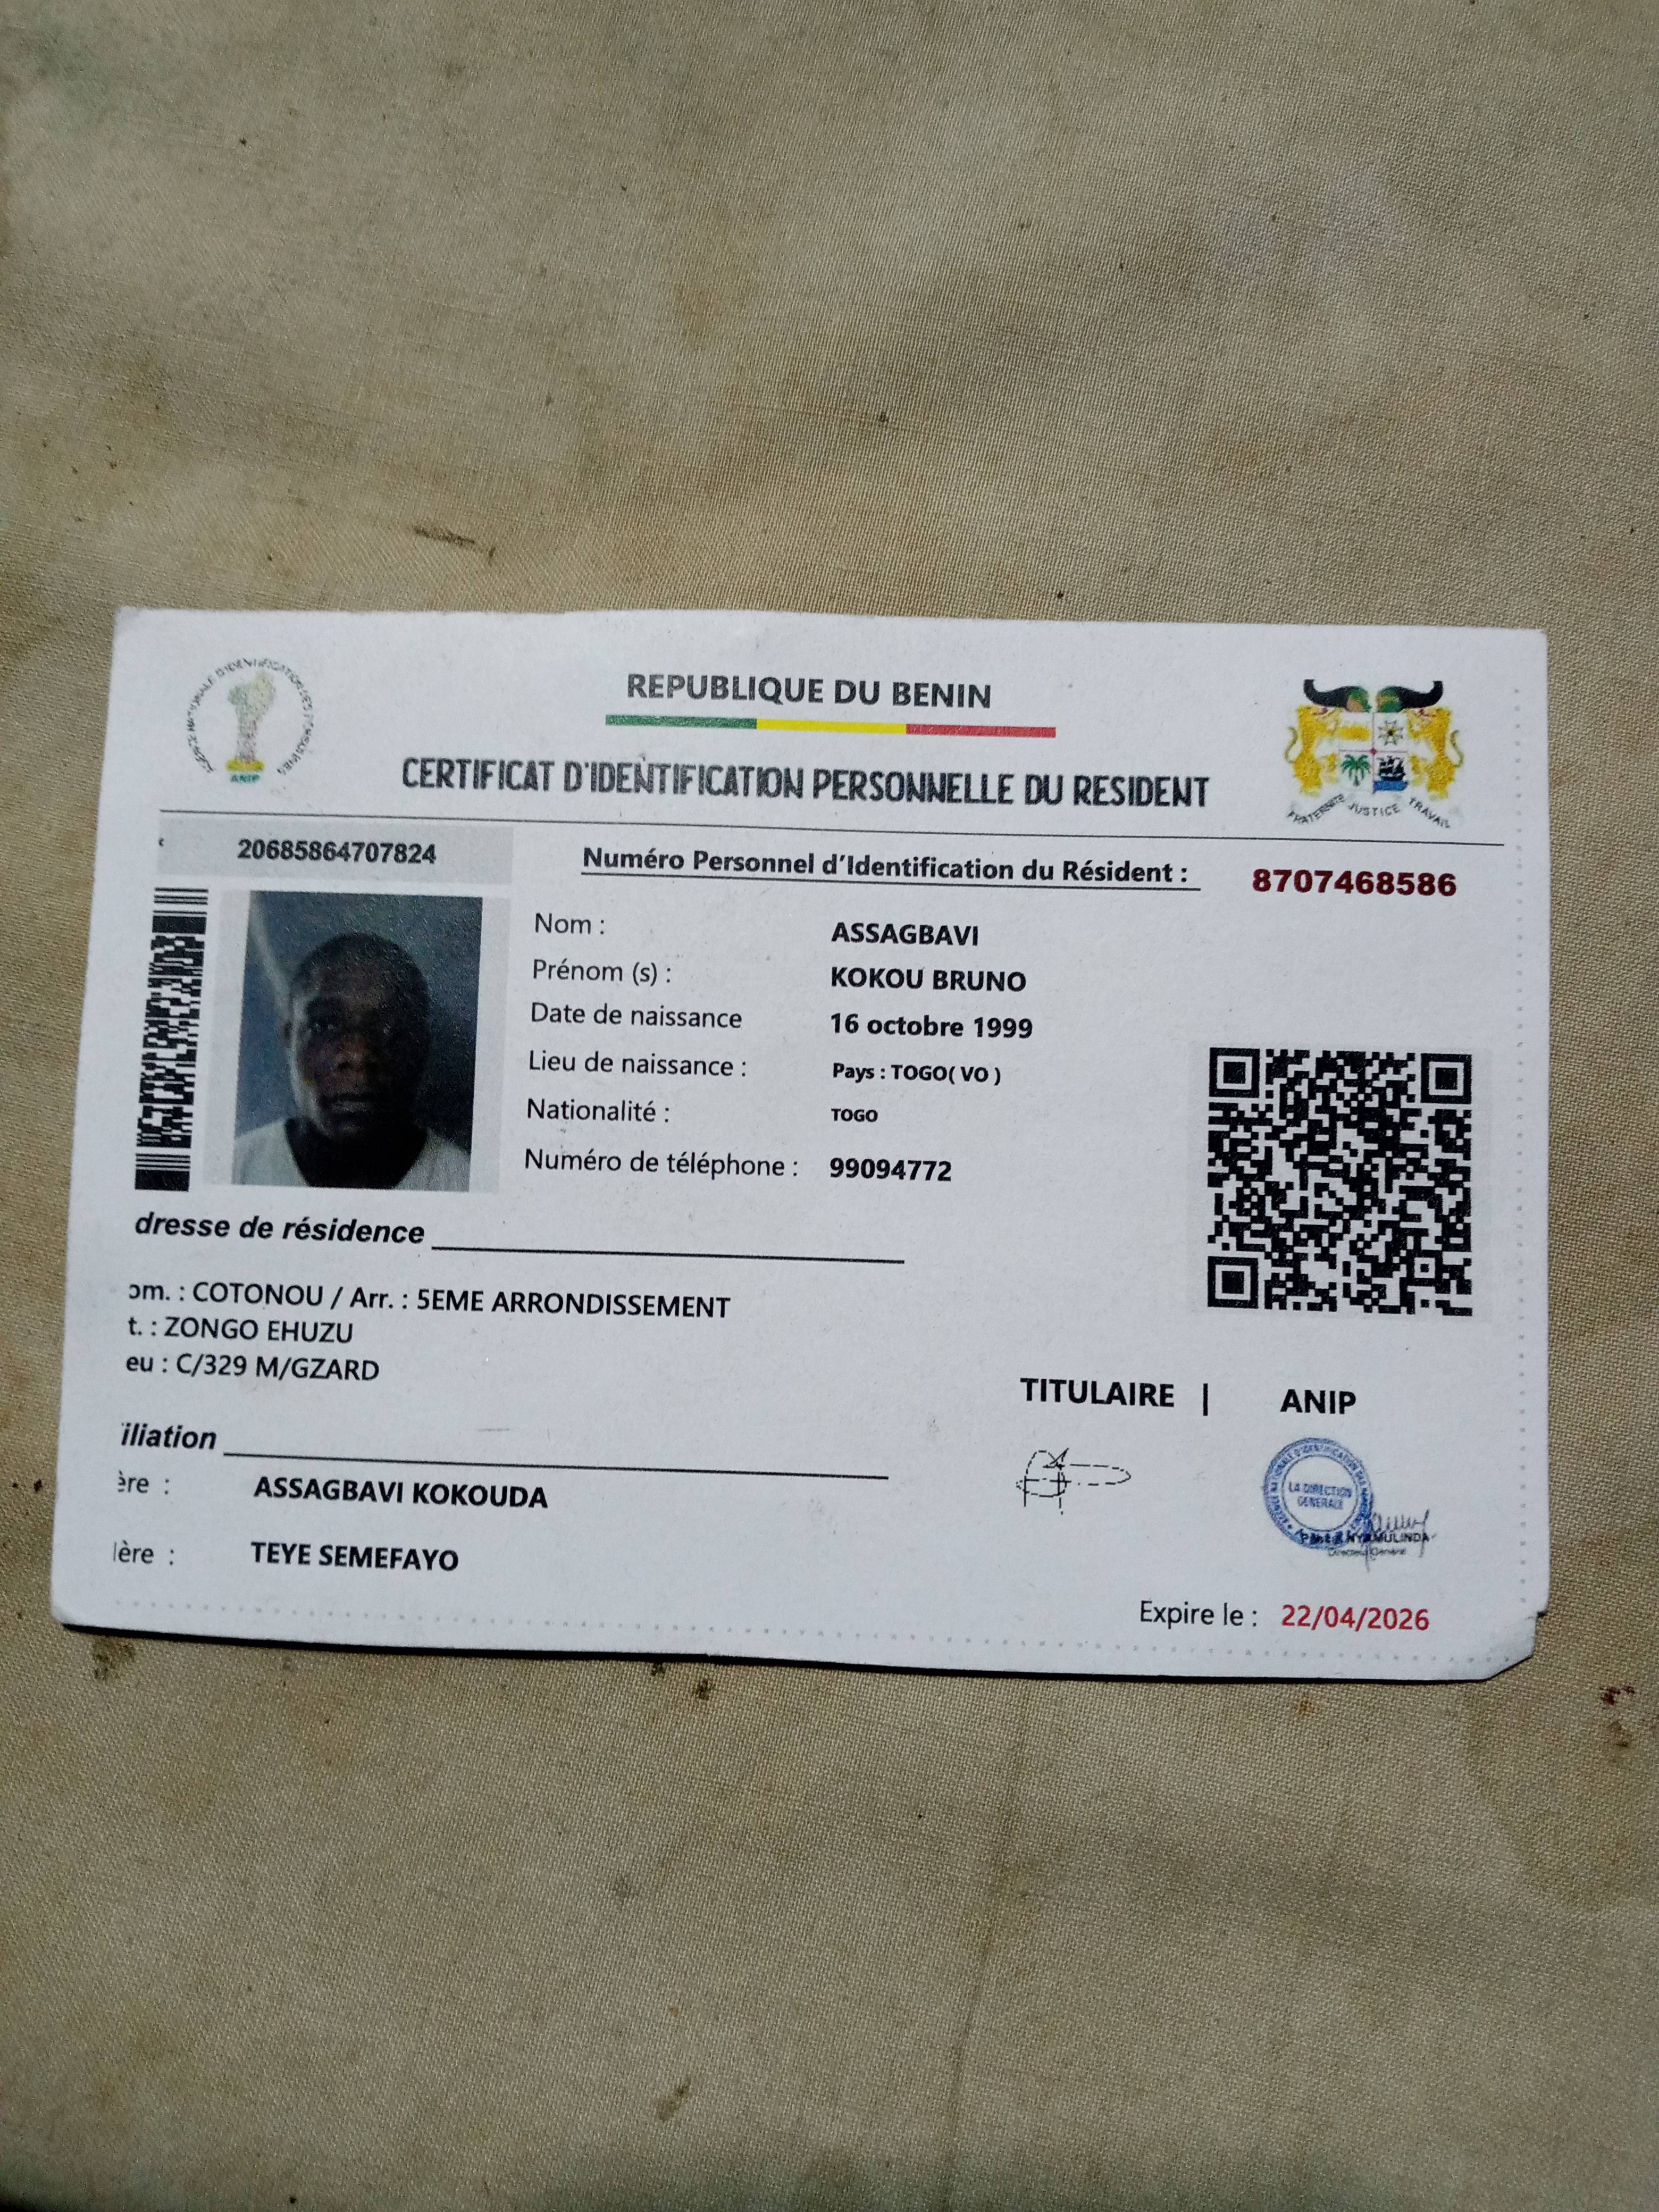 AGENCE NATIONALE D'IDENTIFICATION DES PERSONNES
ANIP
REPUBLIQUE DU BENIN
CERTIFICAT D'IDENTIFICATION PERSONNELLE DU RESIDENT
FRATERNITE JUSTICE TRAVAIL
20685864707824
Numéro Personnel d'Identification du Résident : 8707468586
Nom : ASSAGBAVI
Prénom (s) : KOKOU BRUNO
Date de naissance 16 octobre 1999
Lieu de naissance : Pays : TOGO( VO )
Nationalité : TOGO
Numéro de téléphone : 99094772
dresse de résidence
om. : COTONOU / Arr. : 5EME ARRONDISSEMENT
t. : ZONGO EHUZU
eu : C/329 M/GZARD
TITULAIRE | ANIP
iliation
ère : ASSAGBAVI KOKOUDA
LA DIRECTION
GENERALE
NYAMULINDA
Directeur Général
ère : TEYE SEMEFAYO
Expire le : 22/04/2026